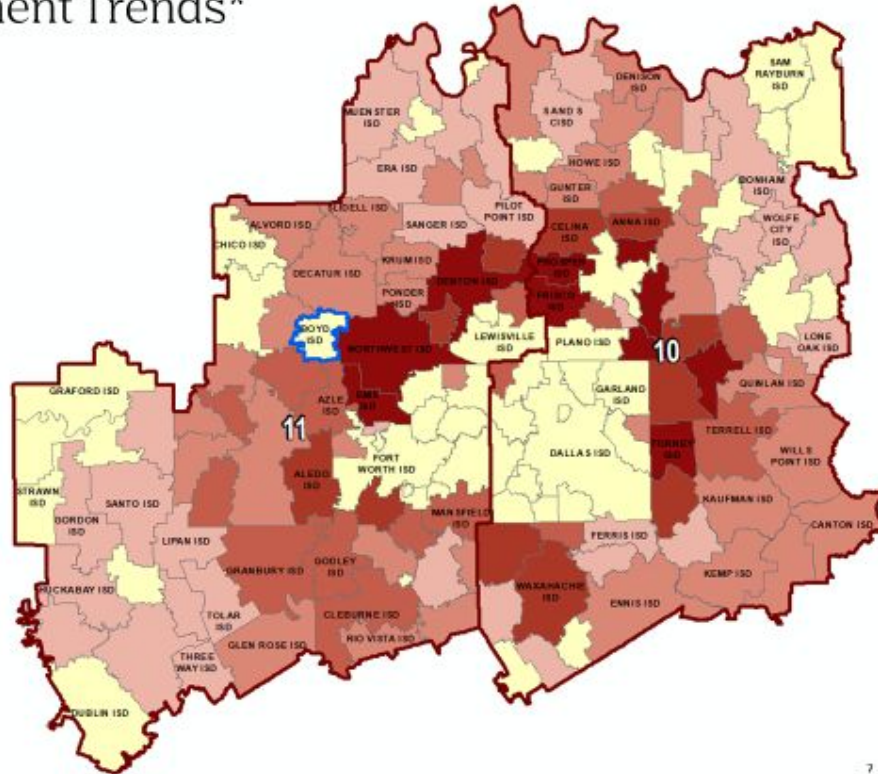 ment Trends*
SAM
RAYBURN
ISD
DENISON
ISD
MUENSTER
ISD
SAND S
CISD
ERA ISD
HOWE ISD
BONHAM
ISD
GUNTER
ISD
SLIDELL ISD
PILOT
POINT ISD
ALVORD ISD
SANGER ISD
CELINA
ISD
ANNA ISD
WOLFE
CITY
ISD
CHICO ISD
KRUM ISD
PROSPER
ISD
DECATUR ISD
DENTON ISD
PONDER
ISD
FRISCO
ISD
BOYD
ISD
LEWISVILLE
ISD
PLANO ISD
LONE
OAK ISD
NORTHWEST ISD
10
GRAFORD ISD
GARLAND
ISD
QUINLAN ISD
AZLE
ISD
EMS
ISD
11
TERRELL ISD
FORNEY
ISD
DALLAS ISD
FORT
WORTH ISD
WILLS
POINT ISD
ALEDO
ISD
STRAWN
ISD
SANTO ISD
KAUFMAN ISD
GORDON
ISD
MANSFIELD
ISD
CANTON ISD
LIPAN ISD
FERRIS ISD
GRANBURY ISD
GODLEY
ISD
KEMP ISD
HUCKABAY ISD
WAXAHACHIE
ISD
ENNIS ISD
TOLAR
ISD
CLEBURNE ISD
RIO VISTA ISD
GLEN ROSE ISD
THREE
WAY ISD
DUBLIN ISD
7